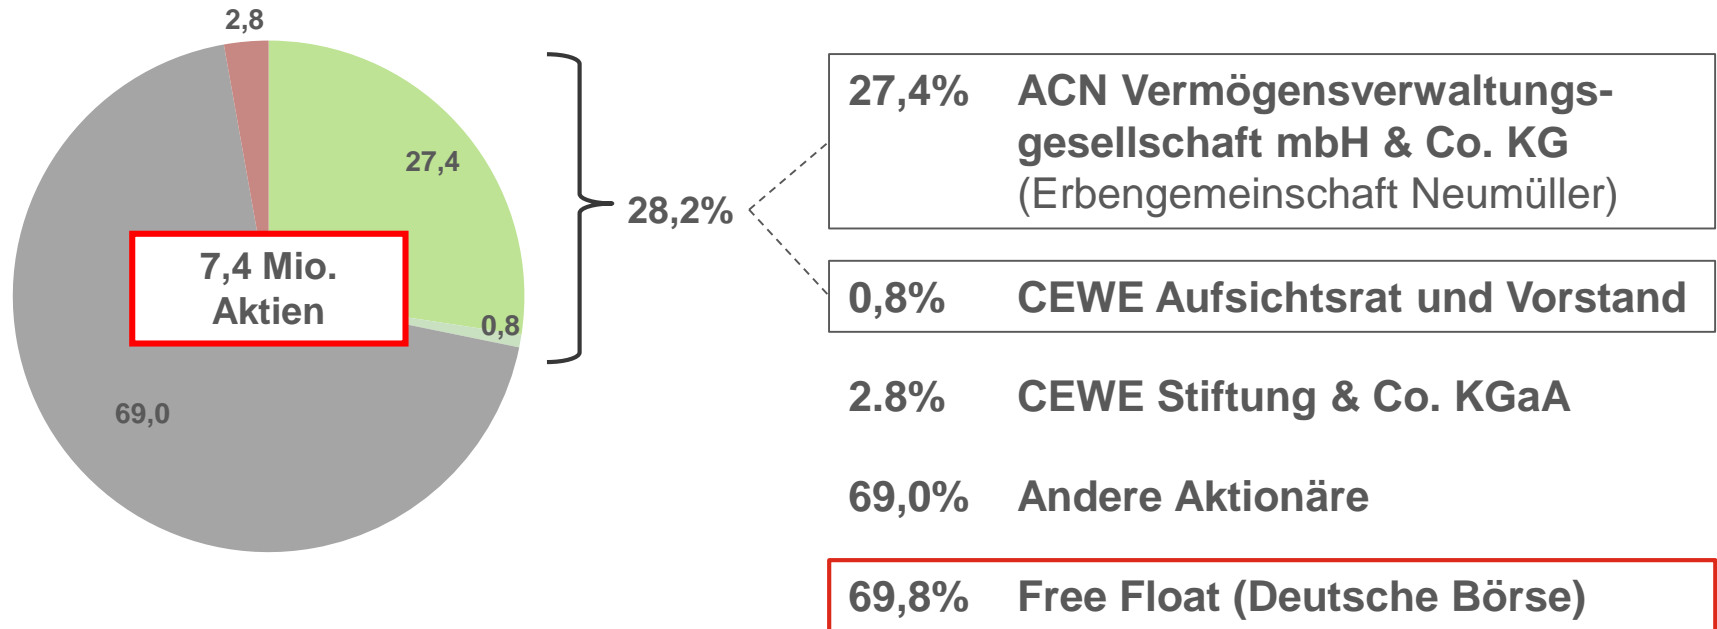 2,8
27,4
7,4 Mio.
Aktien
0,8
69,0
28,2%
27,4% ACN Vermögensverwaltungs-
gesellschaft mbH & Co. KG
(Erbengemeinschaft Neumüller)
0,8% CEWE Aufsichtsrat und Vorstand
2.8% CEWE Stiftung & Co. KGaA
69,0% Andere Aktionäre
69,8% Free Float (Deutsche Börse)